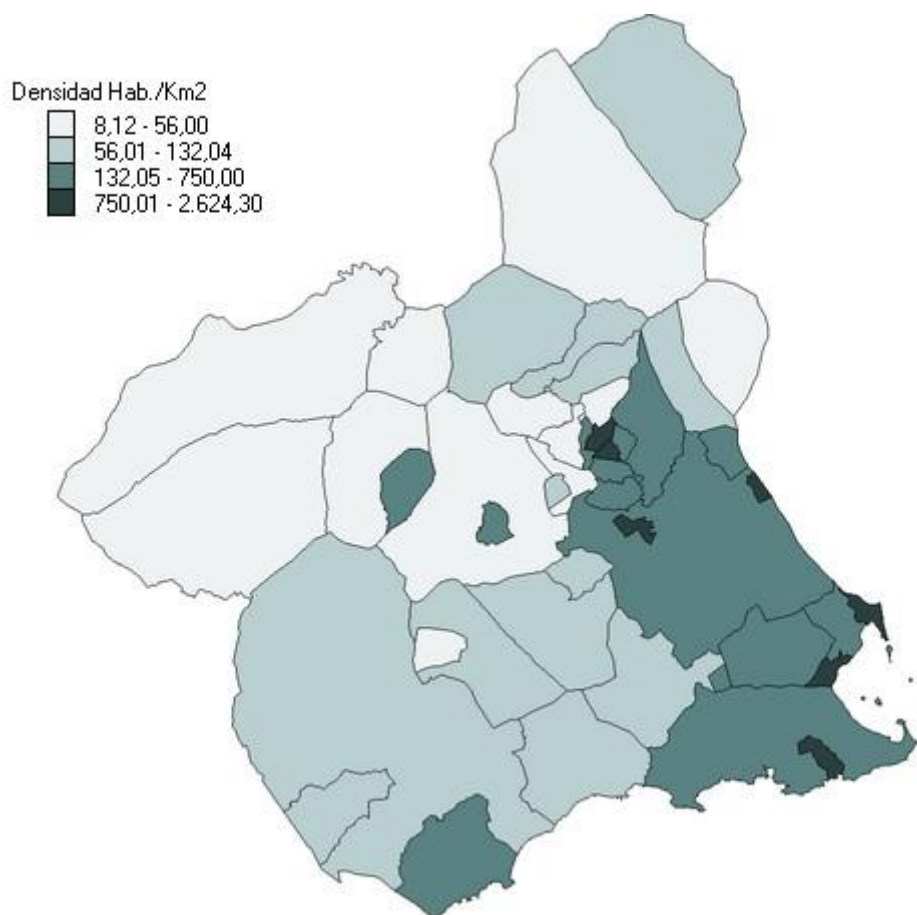 Densidad Hab./Km2
8,12 - 56,00
56,01 - 132,04
132,05 - 750,00
750,01 - 2.624,30